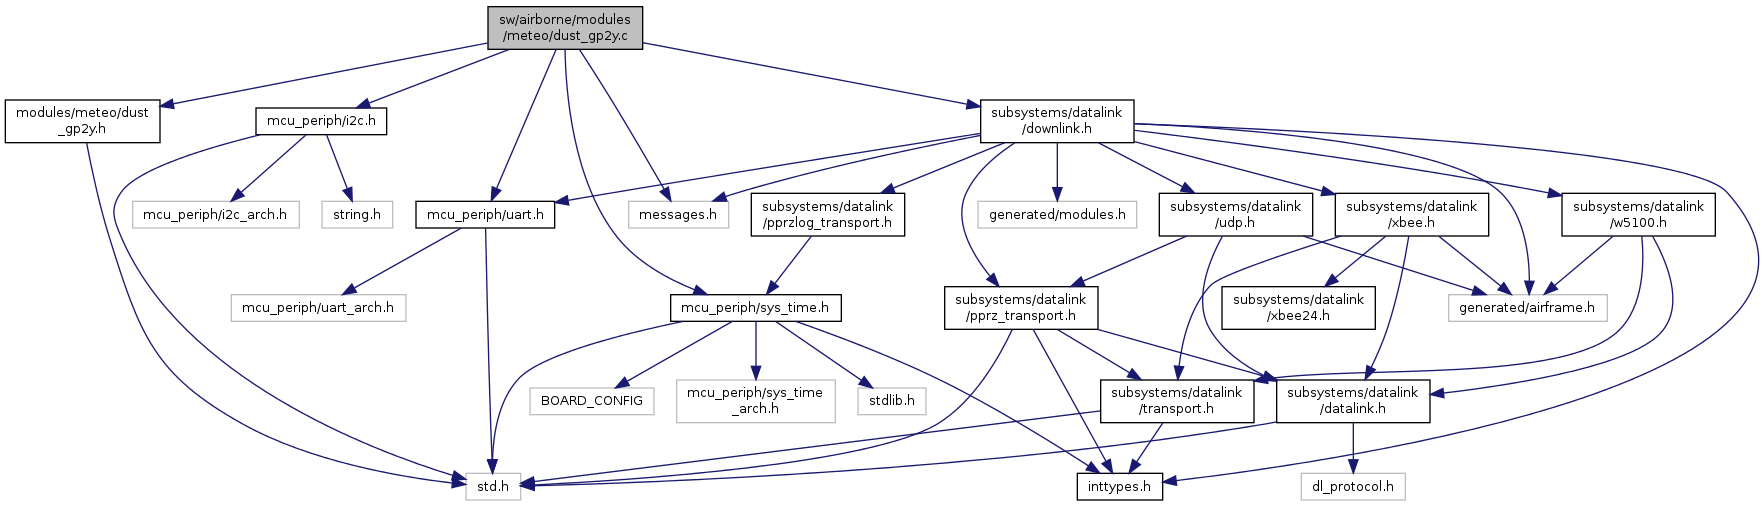 sw/airborne/modules
/meteo/dust_gp2y.c
modules/meteo/dust
_gp2y.h
mcu_periph/i2c.h
subsystems/datalink
/downlink.h
mcu_periph/i2c_arch.h
string.h
mcu_periph/uart.h
messages.h
subsystems/datalink
/pprzlog_transport.h
generated/modules.h
subsystems/datalink
/udp.h
subsystems/datalink
/xbee.h
subsystems/datalink
/w5100.h
mcu_periph/uart_arch.h
mcu_periph/sys_time.h
subsystems/datalink
/pprz_transport.h
subsystems/datalink
/xbee24.h
generated/airframe.h
BOARD_CONFIG
mcu_periph/sys_time
_arch.h
stdlib.h
subsystems/datalink
/transport.h
subsystems/datalink
/datalink.h
std.h
inttypes.h
dl_protocol.h